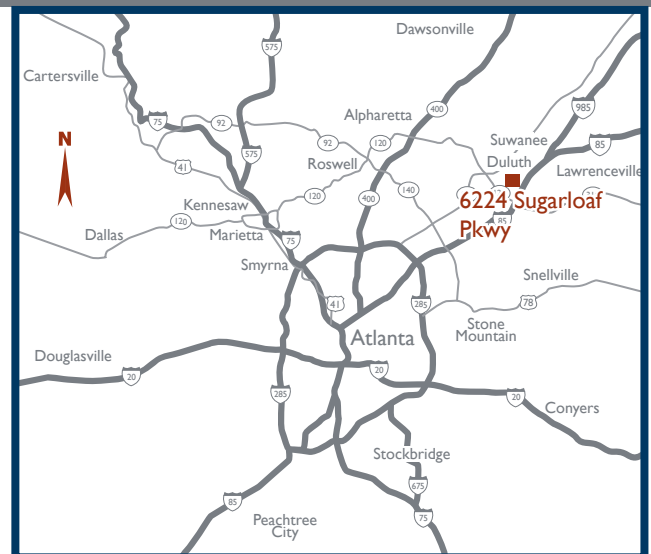 Dawsonville
575
Cartersville
985
400
Alpharetta
75
92
92
120
Suwanee
85
N
575
Roswell
Duluth
41
Lawrenceville
120
400
140
6224 Sugarloaf
Pkwy
85
Kennesaw
120
Dallas
Marietta
75
Smyrna
Snellville
41
285
78
Stone
Mountain
Atlanta
Douglasville
20
20
285
20
Conyers
Stockbridge
675
85
75
Peachtree
City